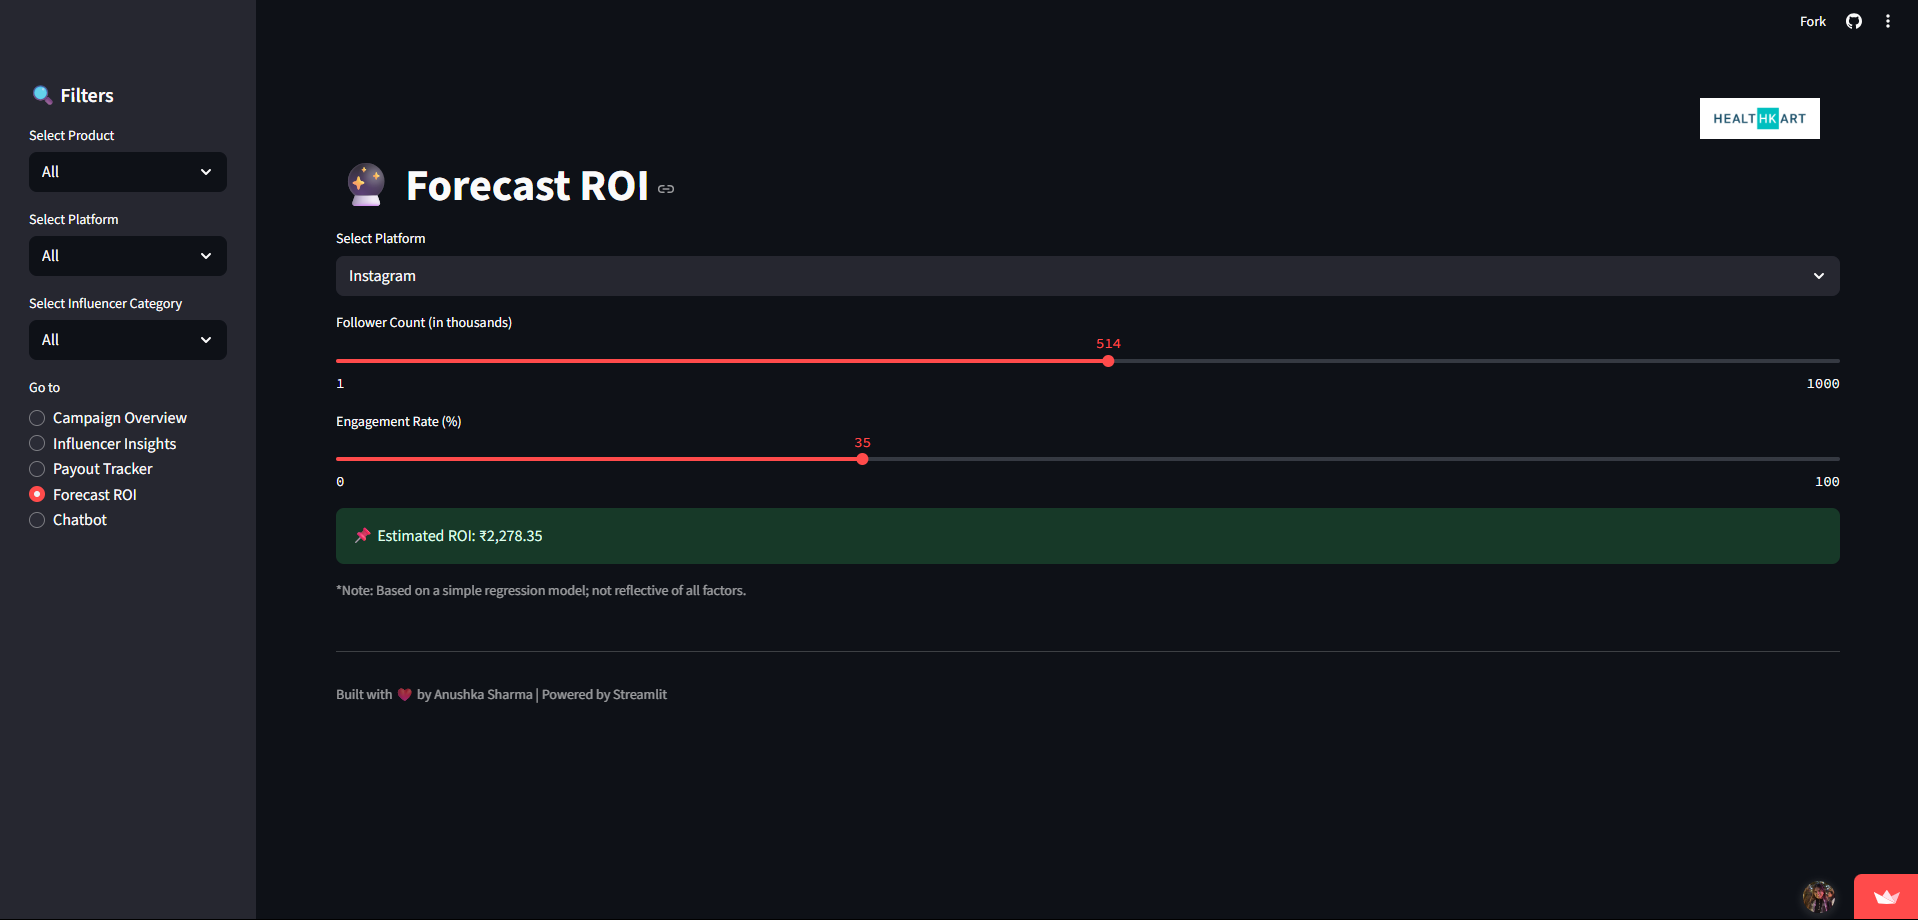 Fork
Filters
Select Product
All
Select Platform
All
Select Influencer Category
All
Go to
Campaign Overview
Influencer Insights
Payout Tracker
Forecast ROI
Chatbot
HEALTHKART
Forecast ROI
Select Platform
Instagram
Follower Count (in thousands)
514
1 1000
Engagement Rate (%)
35
0 100
Estimated ROI: ₹2,278.35
*Note: Based on a simple regression model; not reflective of all factors.
Built with ❤️ by Anushka Sharma | Powered by Streamlit